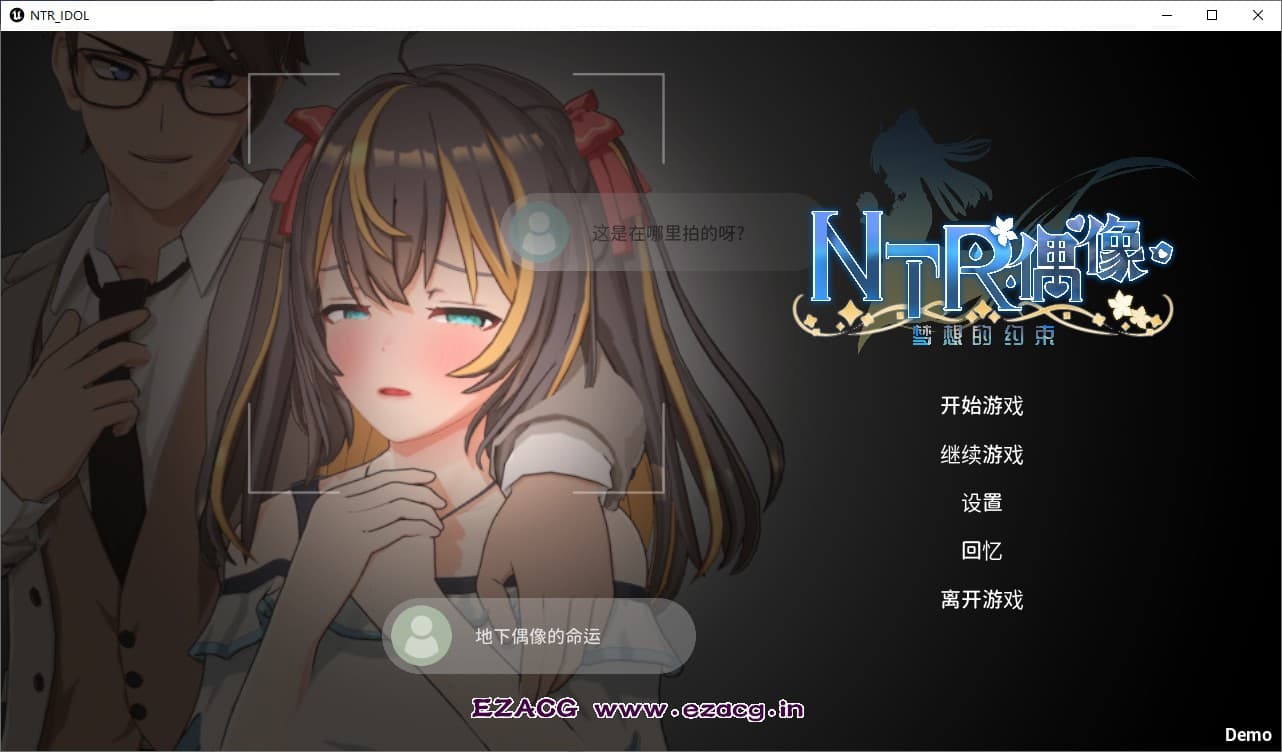 NTR_IDOL
这是在哪里拍的呀?
NTR偶像
梦想的约束
开始游戏
继续游戏
设置
回忆
离开游戏
地下偶像的命运
EZACG www.ezacg.in
Demo